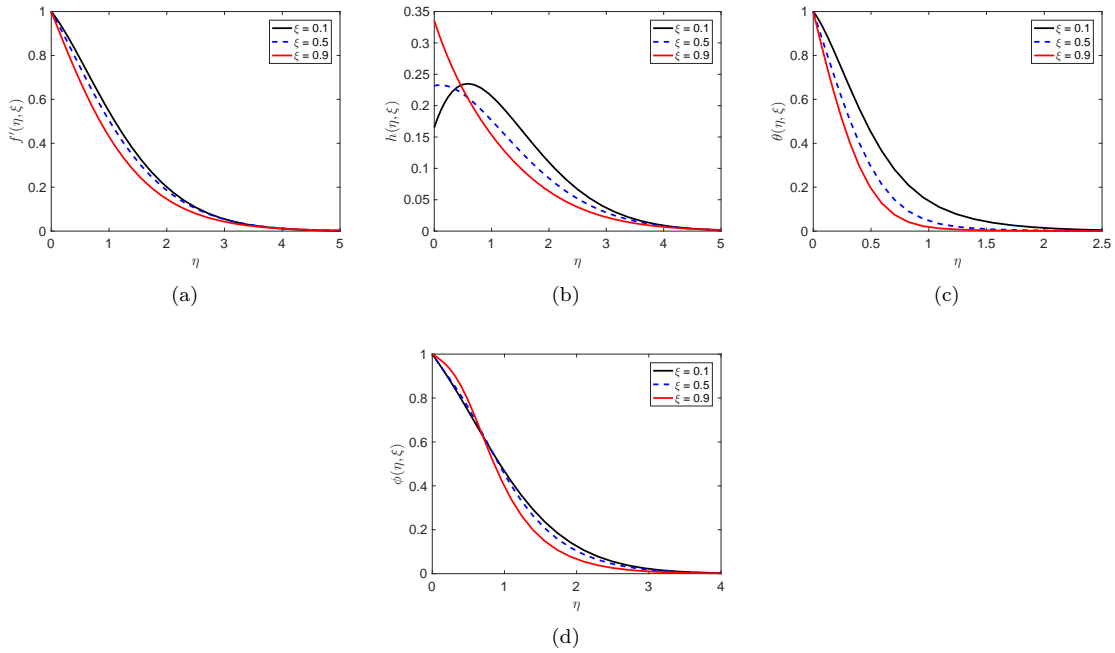 1
0.8
0.6
0.4
0.2
0
0 1 2 3 4 5
f′(η, ξ)
η
ξ = 0.1
ξ = 0.5
ξ = 0.9
(a)
0.35
0.30
0.25
0.20
0.15
0.10
0.05
0
0 1 2 3 4 5
h(η, ξ)
η
ξ = 0.1
ξ = 0.5
ξ = 0.9
(b)
1
0.8
0.6
0.4
0.2
0
0 0.5 1 1.5 2 2.5
θ(η, ξ)
η
ξ = 0.1
ξ = 0.5
ξ = 0.9
(c)
1
0.8
0.6
0.4
0.2
0
0 1 2 3 4
ϕ(η, ξ)
η
ξ = 0.1
ξ = 0.5
ξ = 0.9
(d)